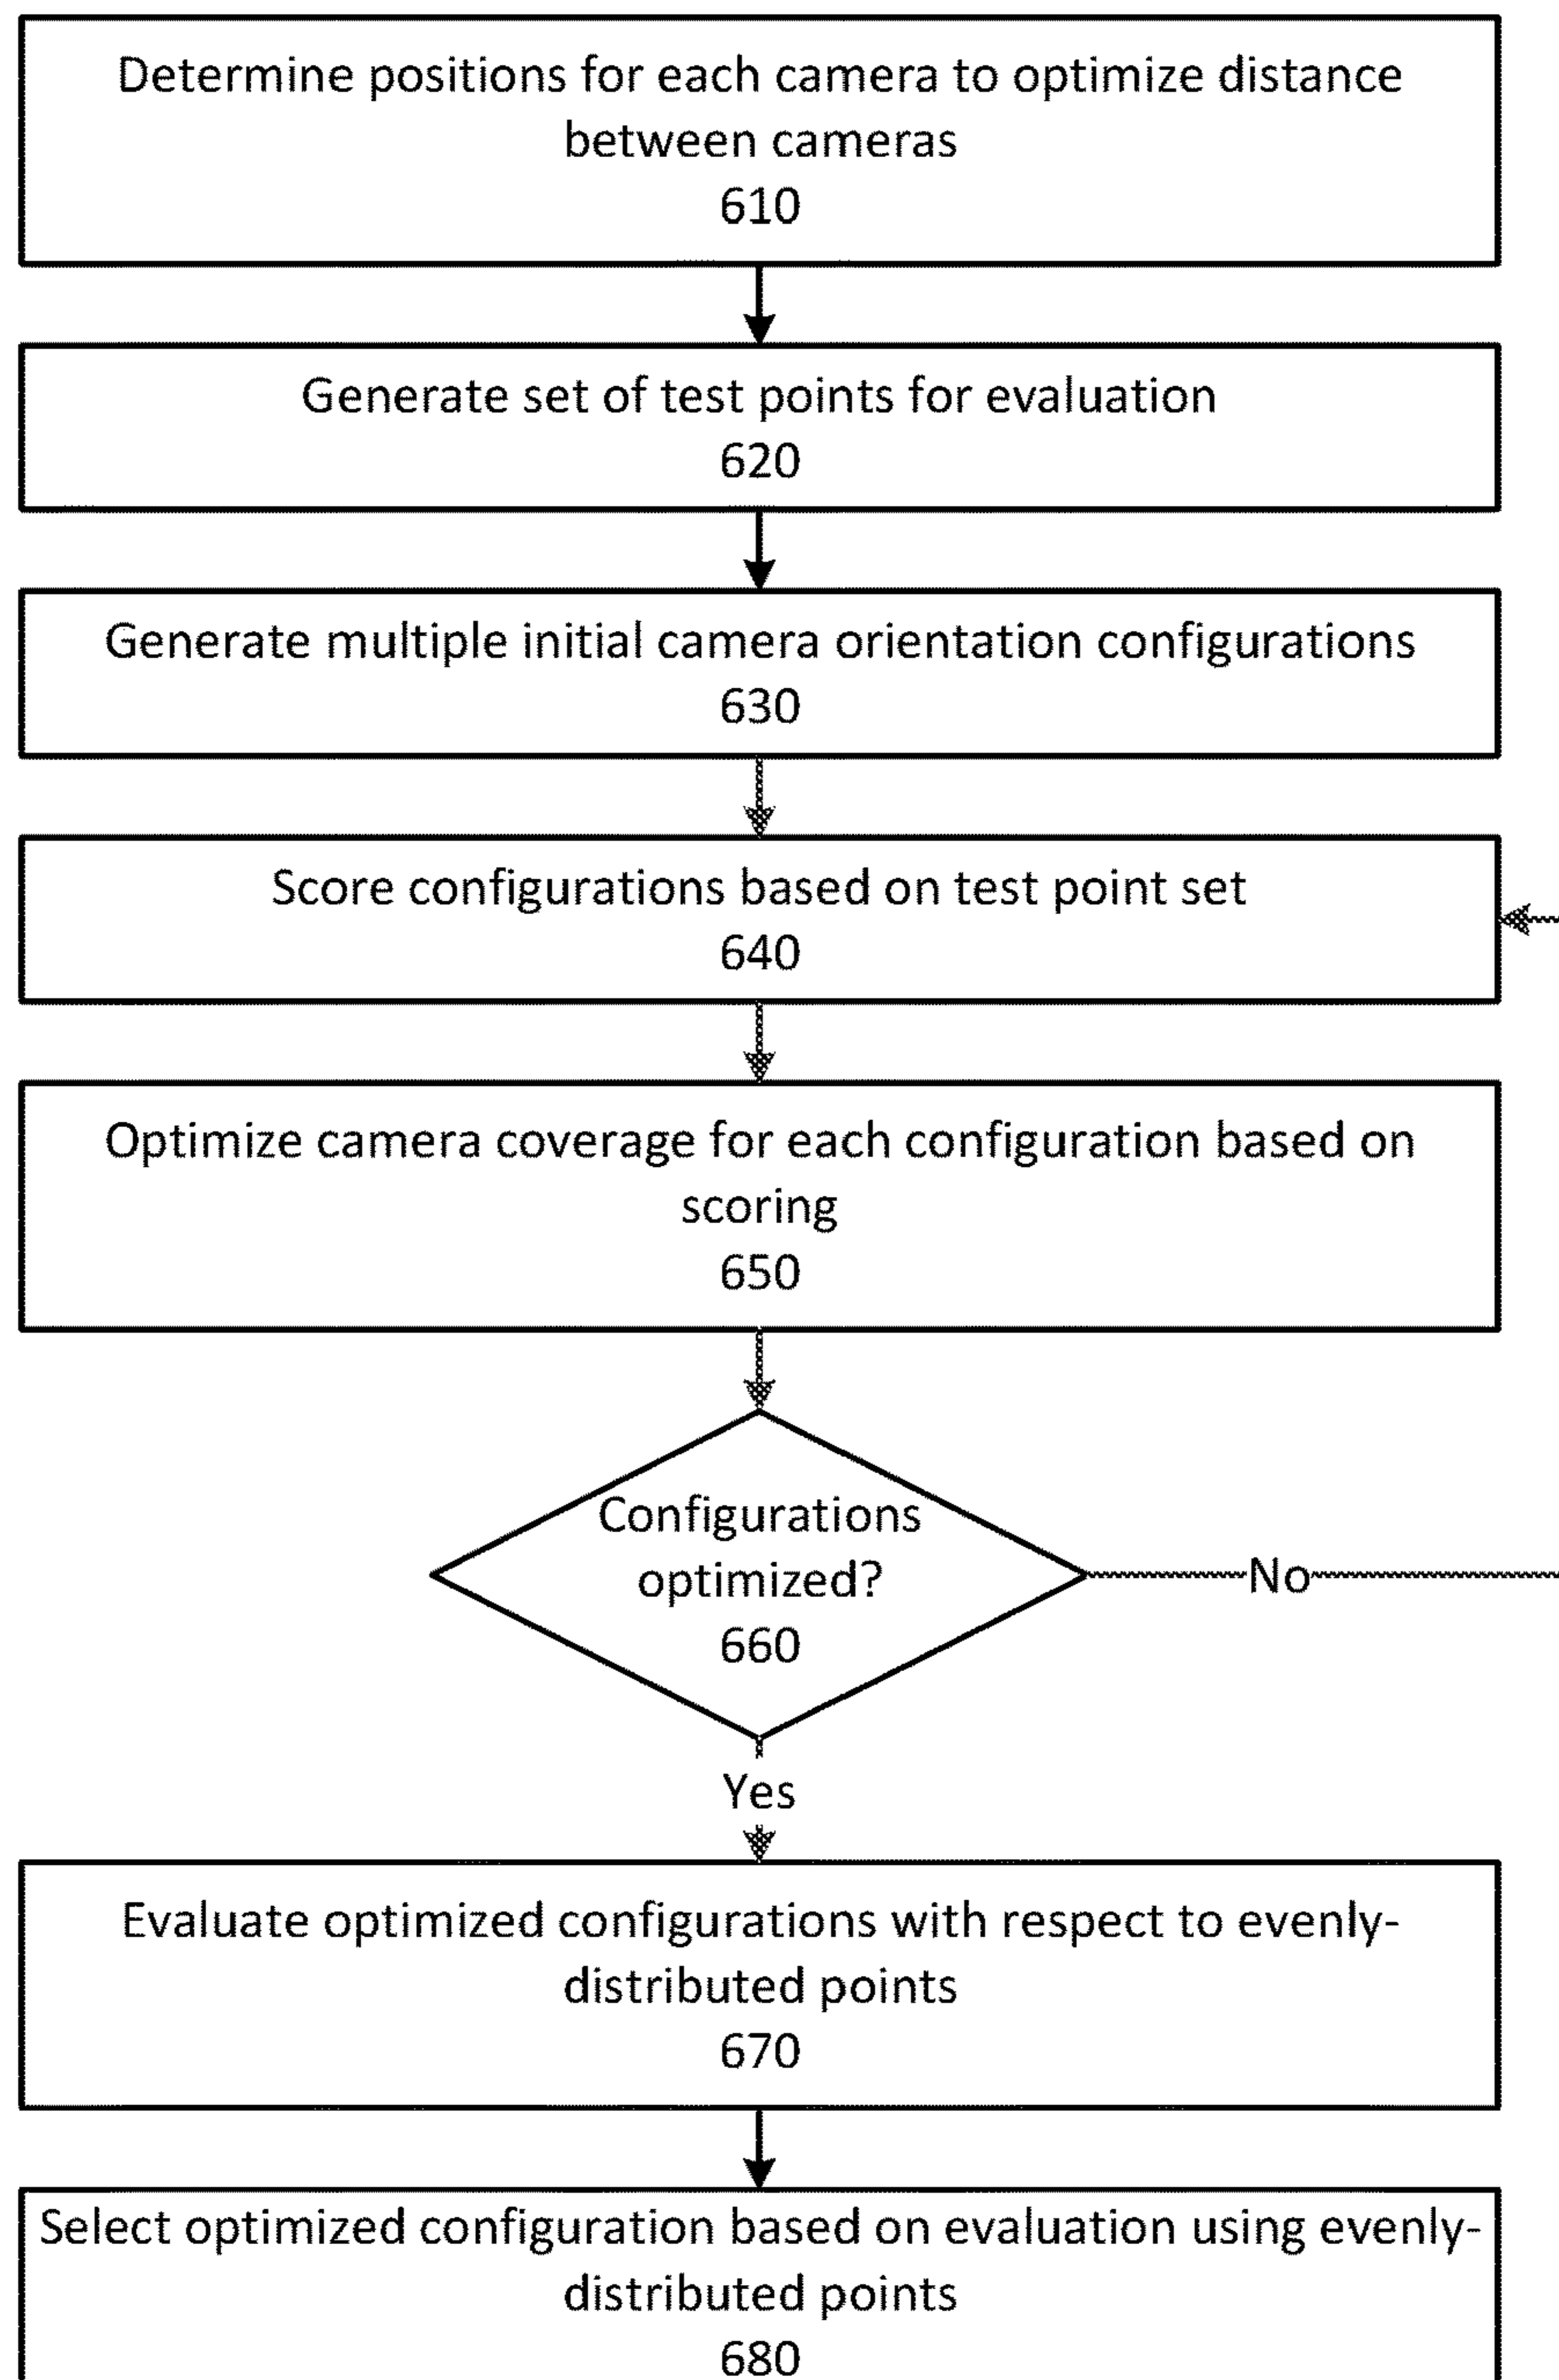 Determine positions for each camera to optimize distance
between cameras
610
Generate set of test points for evaluation
620
Generate multiple initial camera orientation configurations
630
Score configurations based on test point set
640
Optimize camera coverage for each configuration based on
scoring
650
Configurations
optimized?
660
No
Yes
Evaluate optimized configurations with respect to evenly-
distributed points
670
Select optimized configuration based on evaluation using evenly-
distributed points
680